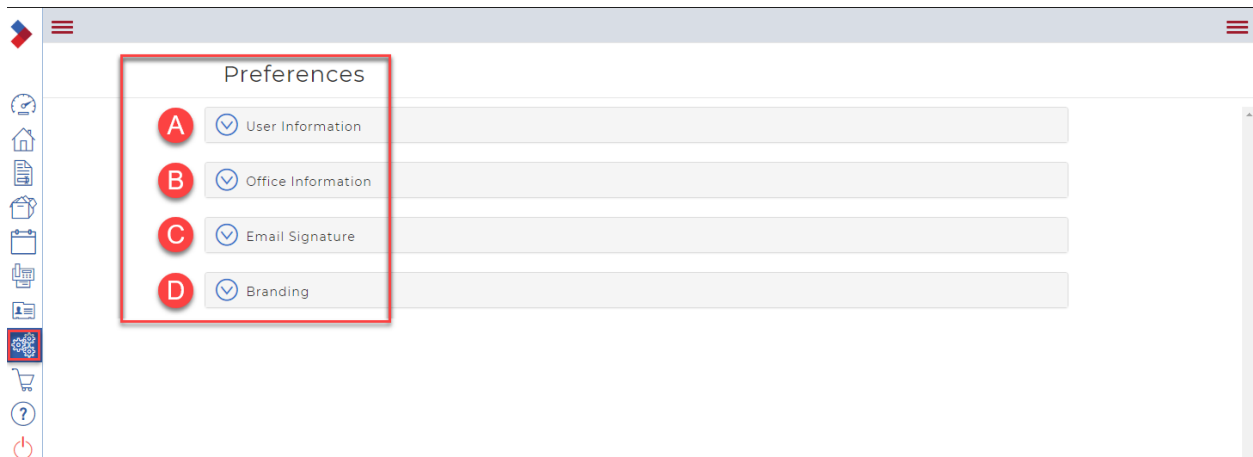 Preferences
A User Information
B Office Information
C Email Signature
D Branding
?